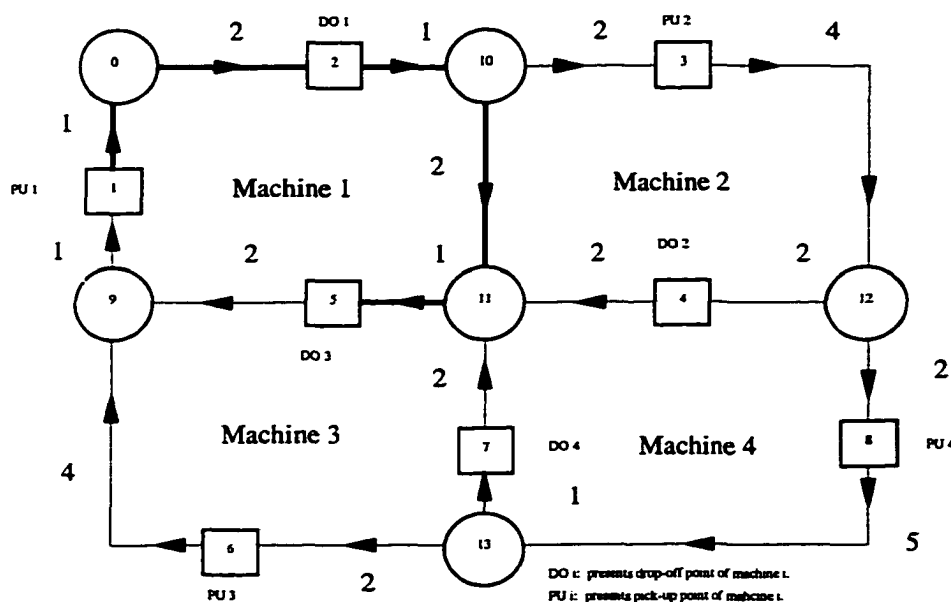 2 DO 1 1 2 PU 2 4
0 2 10 3
1
PU 1 1 Machine 1 2 Machine 2
DO 2
1 2 1 2 2
9 5 11 4 12
DO 3
2 2
Machine 3 7 DO 4 Machine 4 8 PU 4
4 1
6 13 5
PU 3 2
DO i: presents drop-off point of machine i.
PU i: presents pick-up point of mahcine i.